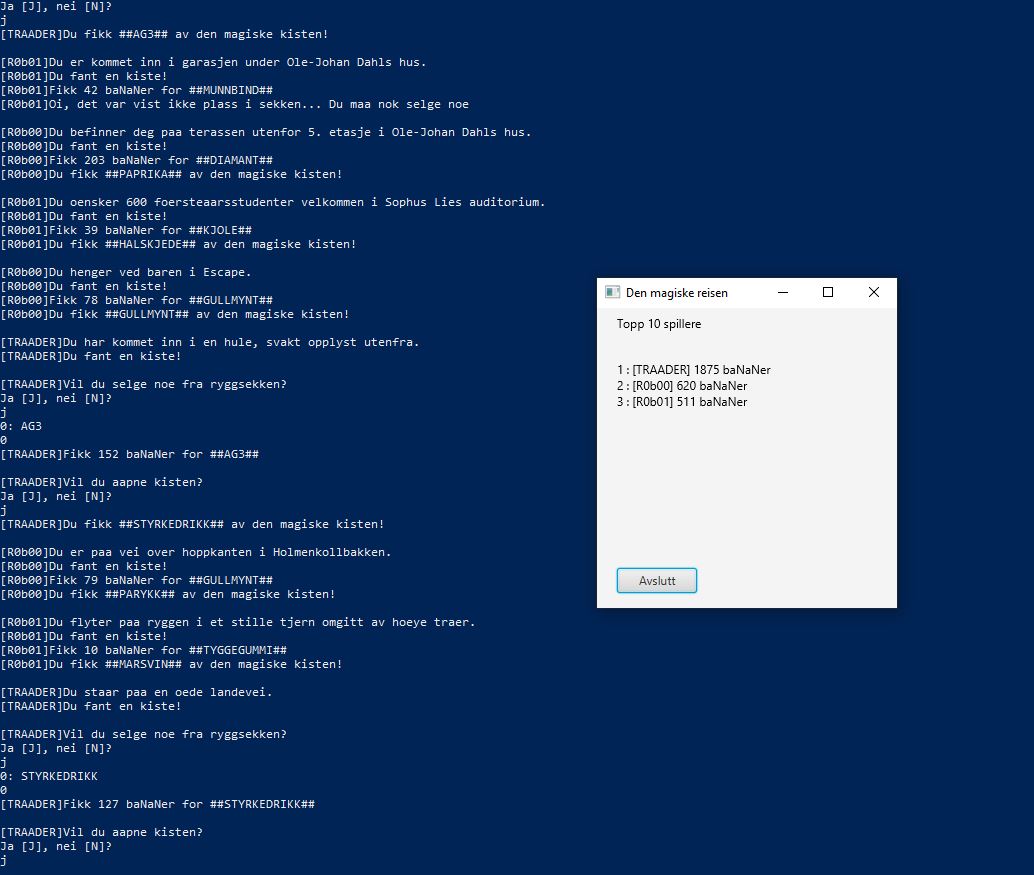 Ja [J], nei [N]?
j
[TRAADER]Du fikk ##AG3## av den magiske kisten!
[R0b01]Du er kommet inn i garasjen under Ole-Johan Dahls hus.
[R0b01]Du fant en kiste!
[R0b01]Fikk 42 baNaNer for ##MUNNBIND##
[R0b01]Oi, det var vist ikke plass i sekken... Du maa nok selge noe
[R0b00]Du befinner deg paa terassen utenfor 5. etasje i Ole-Johan Dahls hus.
[R0b00]Du fant en kiste!
[R0b00]Fikk 203 baNaNer for ##DIAMANT##
[R0b00]Du fikk ##PAPRIKA## av den magiske kisten!
[R0b01]Du oensker 600 foersteaarsstudenter velkommen i Sophus Lies auditorium.
[R0b01]Du fant en kiste!
[R0b01]Fikk 39 baNaNer for ##KJOLE##
[R0b01]Du fikk ##HALSKJEDE## av den magiske kisten!
[R0b00]Du henger ved baren i Escape.
[R0b00]Du fant en kiste!
[R0b00]Fikk 78 baNaNer for ##GULLMYNT##
[R0b00]Du fikk ##GULLMYNT## av den magiske kisten!
[TRAADER]Du har kommet inn i en hule, svakt opplyst utenfra.
[TRAADER]Du fant en kiste!
[TRAADER]Vil du selge noe fra ryggsekken?
Ja [J], nei [N]?
j
0: AG3
0
[TRAADER]Fikk 152 baNaNer for ##AG3##
[TRAADER]Vil du aapne kisten?
Ja [J], nei [N]?
j
[TRAADER]Du fikk ##STYRKEDRIKK## av den magiske kisten!
[R0b00]Du er paa vei over hoppkanten i Holmenkollbakken.
[R0b00]Du fant en kiste!
[R0b00]Fikk 79 baNaNer for ##GULLMYNT##
[R0b00]Du fikk ##PARYKK## av den magiske kisten!
[R0b01]Du flyter paa ryggen i et stille tjern omgitt av hoeye traer.
[R0b01]Du fant en kiste!
[R0b01]Fikk 10 baNaNer for ##TYGGEGUMMI##
[R0b01]Du fikk ##MARSVIN## av den magiske kisten!
[TRAADER]Du staar paa en oede landevei.
[TRAADER]Du fant en kiste!
[TRAADER]Vil du selge noe fra ryggsekken?
Ja [J], nei [N]?
j
0: STYRKEDRIKK
0
[TRAADER]Fikk 127 baNaNer for ##STYRKEDRIKK##
[TRAADER]Vil du aapne kisten?
Ja [J], nei [N]?
j
Den magiske reisen
Topp 10 spillere
1 : [TRAADER] 1875 baNaNer
2 : [R0b00] 620 baNaNer
3 : [R0b01] 511 baNaNer
Avslutt